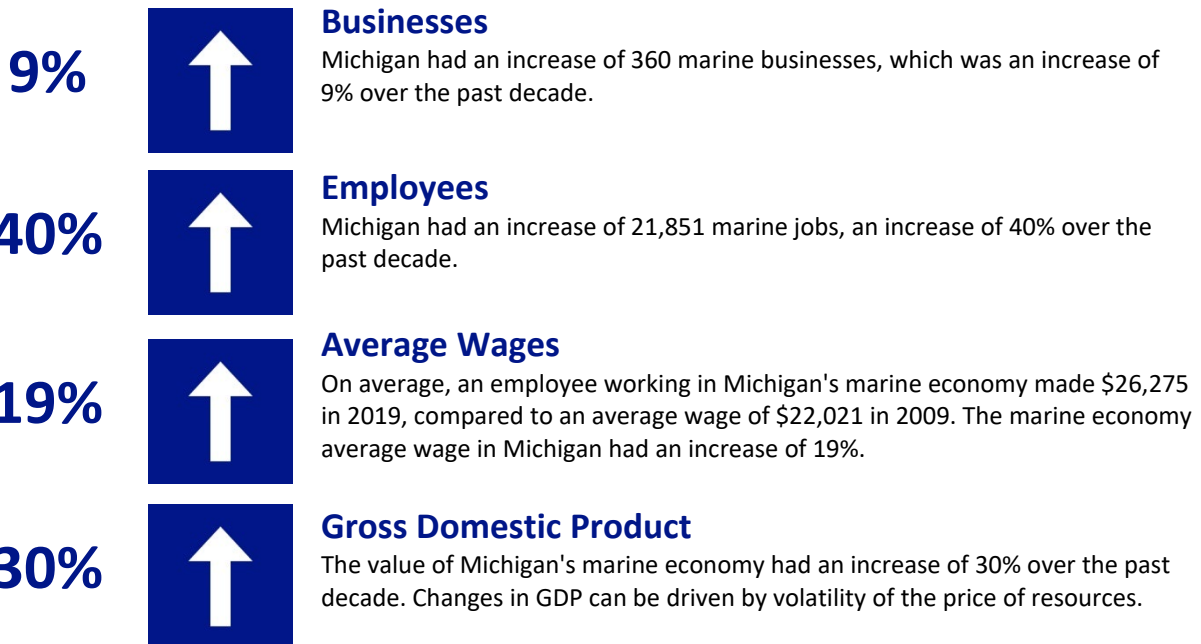 9%
Businesses
Michigan had an increase of 360 marine businesses, which was an increase of
9% over the past decade.
40%
Employees
Michigan had an increase of 21,851 marine jobs, an increase of 40% over the
past decade.
19%
Average Wages
On average, an employee working in Michigan's marine economy made $26,275
in 2019, compared to an average wage of $22,021 in 2009. The marine economy
average wage in Michigan had an increase of 19%.
30%
Gross Domestic Product
The value of Michigan's marine economy had an increase of 30% over the past
decade. Changes in GDP can be driven by volatility of the price of resources.